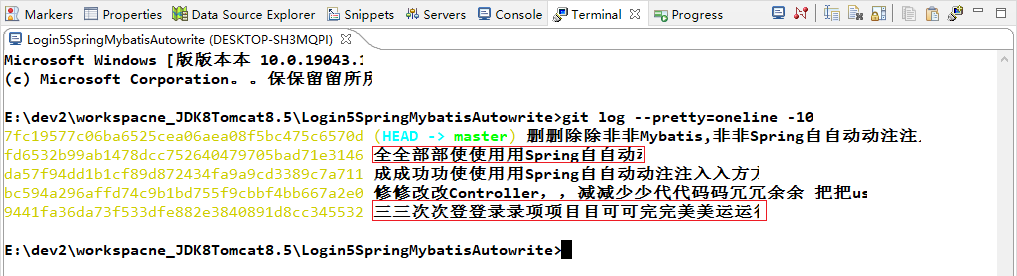 Markers Properties Data Source Explorer Snippets Servers Console Terminal Progress
Login5SpringMybatisAutowrite (DESKTOP-SH3MQPI)
Microsoft Windows [版版本本 10.0.19043.1
(c) Microsoft Corporation。。保保留留所所
E:\dev2\workspacne_JDK8Tomcat8.5\Login5SpringMybatisAutowrite>git log --pretty=oneline -10
7fc19577c06ba6525cea06aea08f5bc475c6570d (HEAD -> master) 删删除除非非Mybatis,非非Spring自自动动注注
fd6532b99ab1478dcc752640479705bad71e3146 全全部部使使用用Spring自自动
da57f94dd1b1cf89d872434fa9a9cd3389c7a711 成成功功使使用用Spring自自动动注注入入方
bc594a296affd74c9b1bd755f9cbbf4bb667a2e0 修修改改Controller，，减减少少代代码码冗冗余余 把把us
9441fa36da73f533dfe882e3840891d8cc345532 三三次次登登录录项项目目可可完完美美运运行
E:\dev2\workspacne_JDK8Tomcat8.5\Login5SpringMybatisAutowrite>